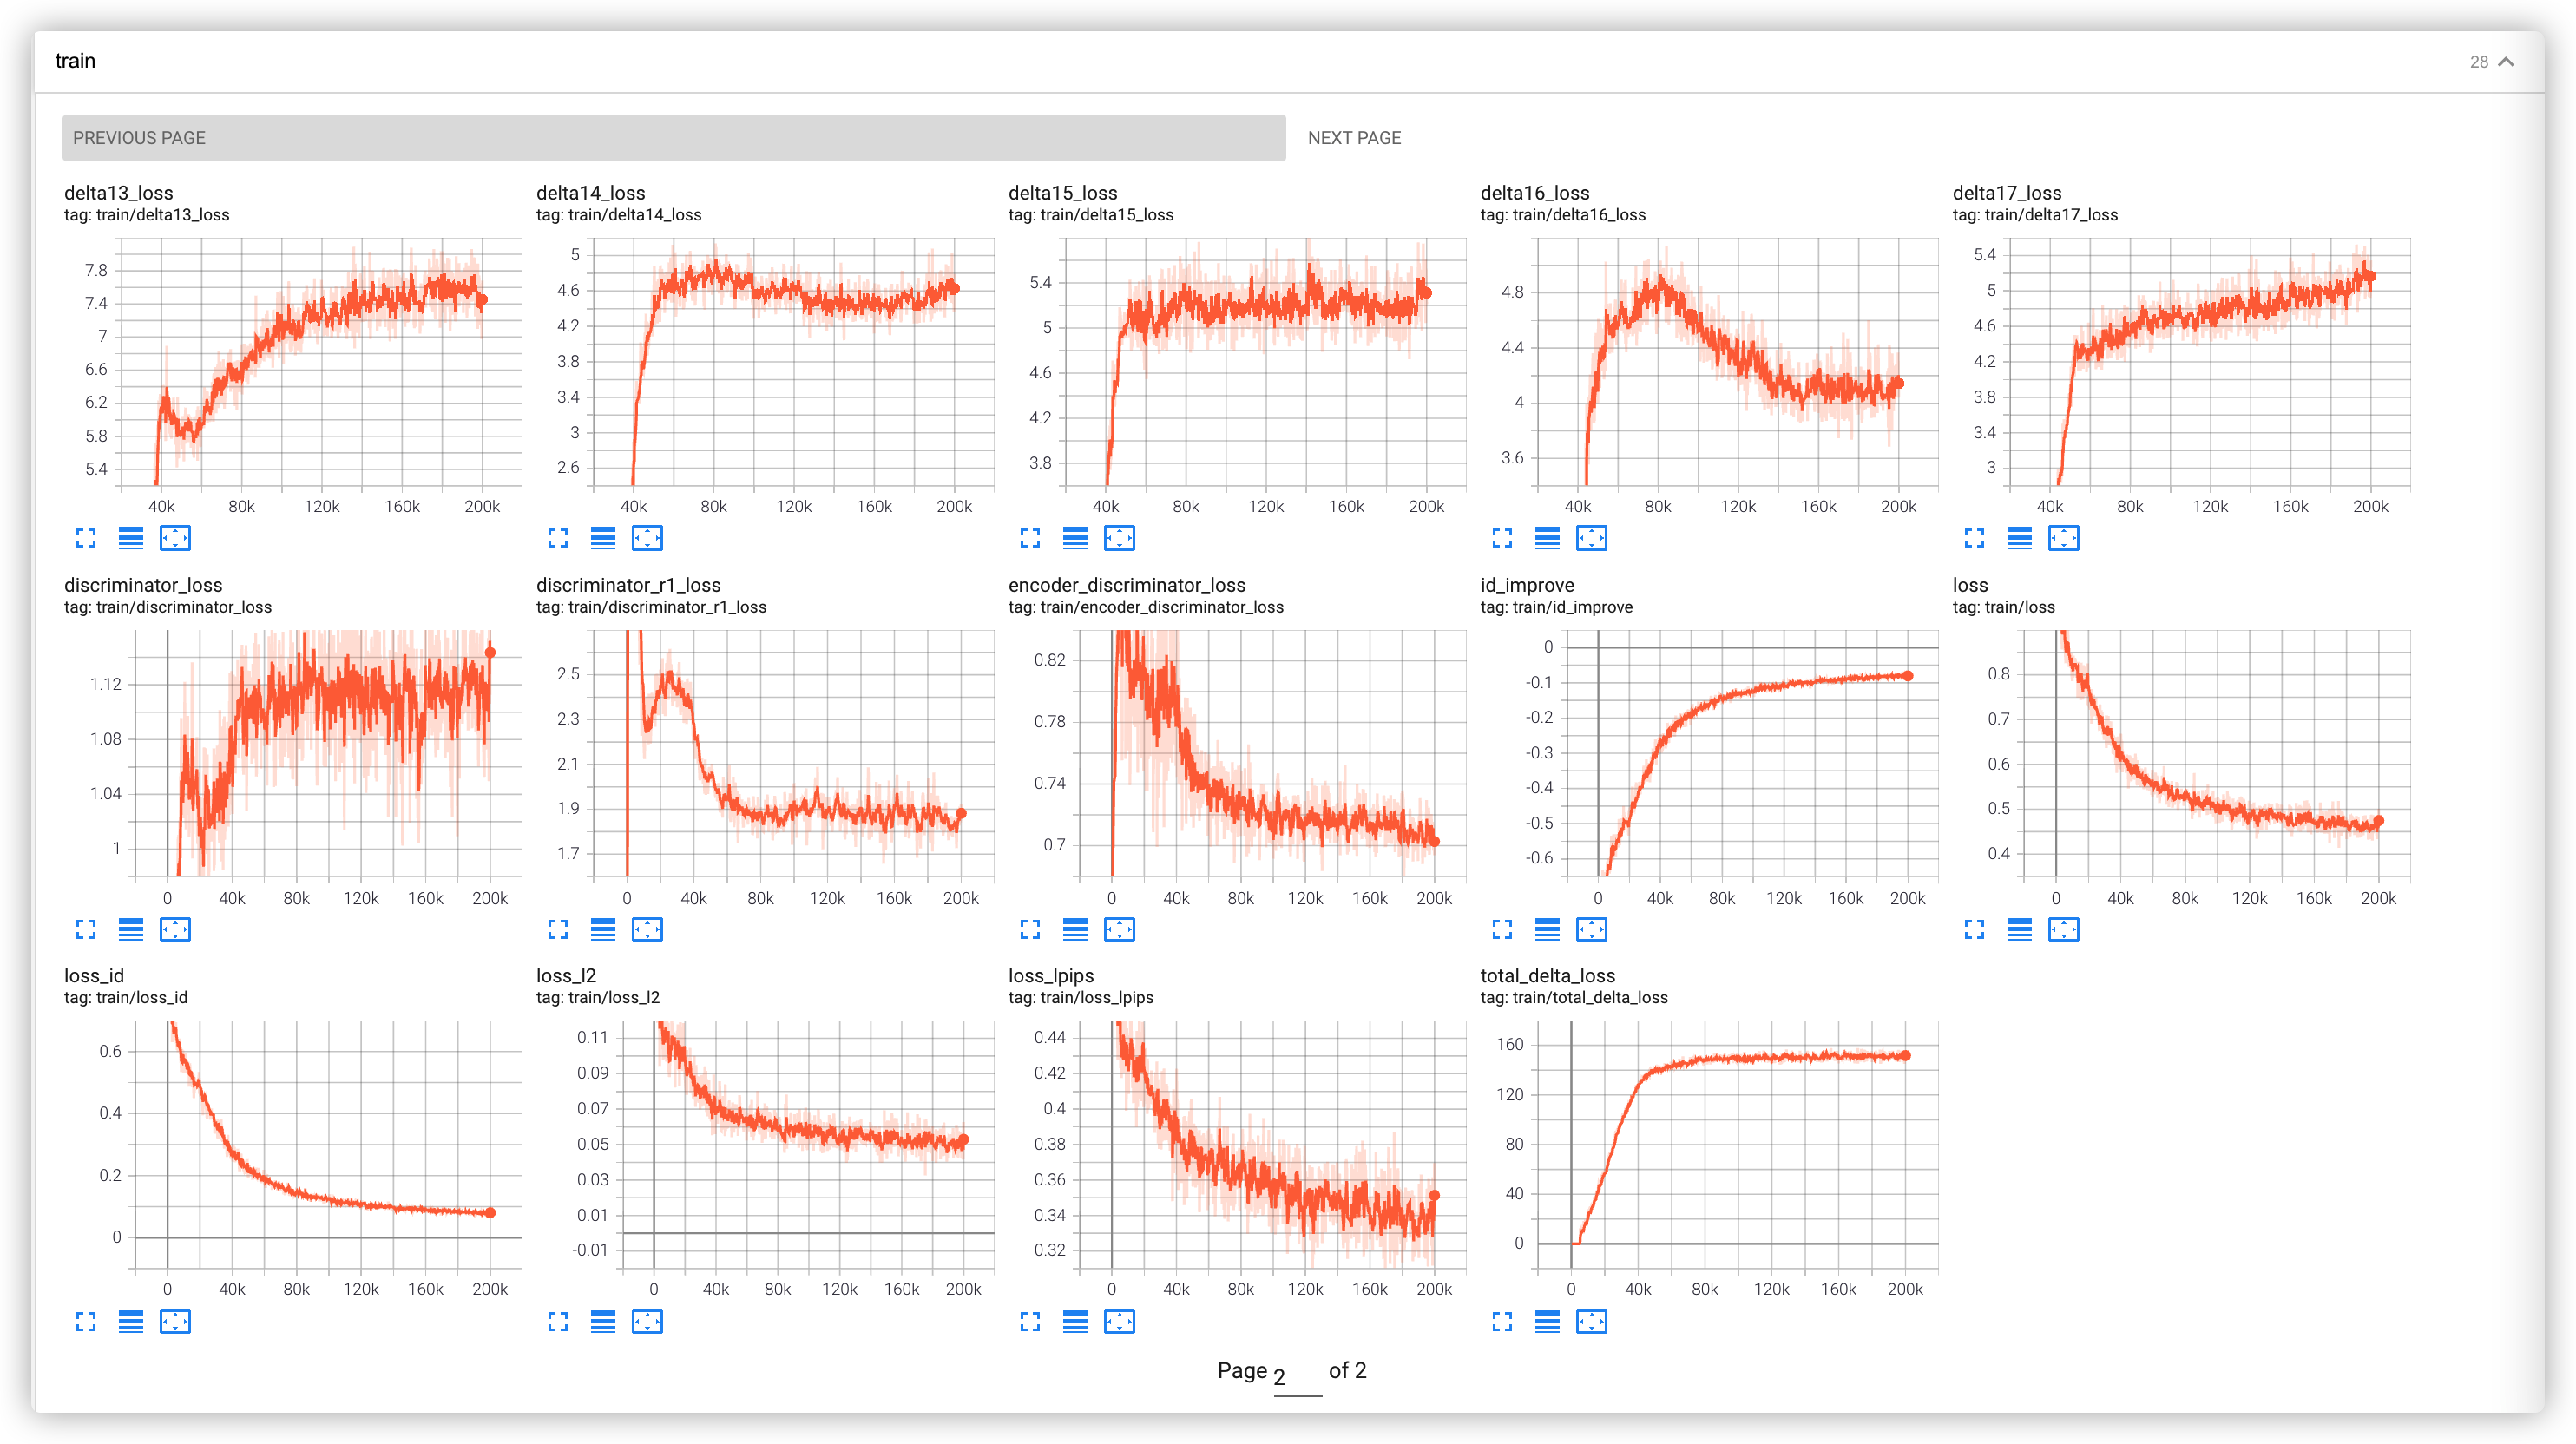 train
28
PREVIOUS PAGE
NEXT PAGE
delta13_loss
tag: train/delta13_loss
7.8
7.4
7
6.6
6.2
5.8
5.4
40k 80k 120k 160k 200k
delta14_loss
tag: train/delta14_loss
5
4.6
4.2
3.8
3.4
3
2.6
40k 80k 120k 160k 200k
delta15_loss
tag: train/delta15_loss
5.4
5
4.6
4.2
3.8
40k 80k 120k 160k 200k
delta16_loss
tag: train/delta16_loss
4.8
4.4
4
3.6
40k 80k 120k 160k 200k
delta17_loss
tag: train/delta17_loss
5.4
5
4.6
4.2
3.8
3.4
3
40k 80k 120k 160k 200k
discriminator_loss
tag: train/discriminator_loss
1.12
1.08
1.04
1
0 40k 80k 120k 160k 200k
discriminator_r1_loss
tag: train/discriminator_r1_loss
2.5
2.3
2.1
1.9
1.7
0 40k 80k 120k 160k 200k
encoder_discriminator_loss
tag: train/encoder_discriminator_loss
0.82
0.78
0.74
0.7
0 40k 80k 120k 160k 200k
id_improve
tag: train/id_improve
0
-0.1
-0.2
-0.3
-0.4
-0.5
-0.6
0 40k 80k 120k 160k 200k
loss
tag: train/loss
0.8
0.7
0.6
0.5
0.4
0 40k 80k 120k 160k 200k
loss_id
tag: train/loss_id
0.6
0.4
0.2
0
0 40k 80k 120k 160k 200k
loss_l2
tag: train/loss_l2
0.11
0.09
0.07
0.05
0.03
0.01
-0.01
0 40k 80k 120k 160k 200k
loss_lpips
tag: train/loss_lpips
0.44
0.42
0.4
0.38
0.36
0.34
0.32
0 40k 80k 120k 160k 200k
total_delta_loss
tag: train/total_delta_loss
160
120
80
40
0
0 40k 80k 120k 160k 200k
Page 2 of 2